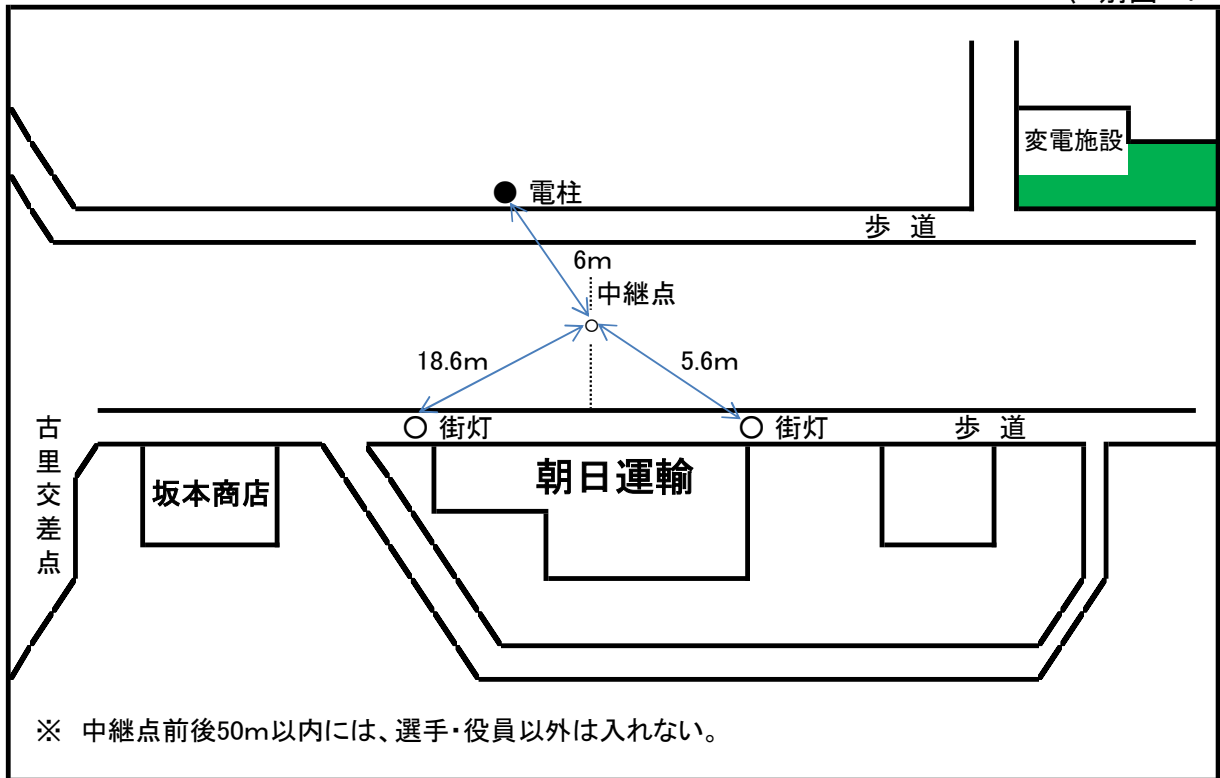 変電施設
電柱
歩 道
6m
中継点
18.6m
5.6m
街灯
街灯
歩 道
古里交差点
坂本商店
朝日運輸
※ 中継点前後50m以内には、選手・役員以外は入れない。